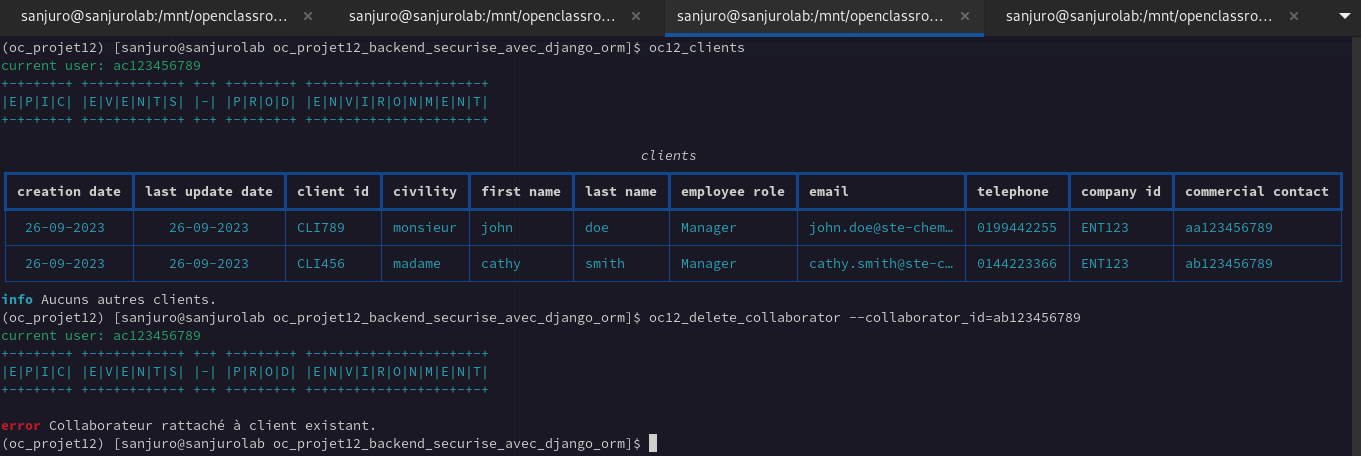 sanjuro@sanjurolab:/mnt/openclassro... × sanjuro@sanjurolab:/mnt/openclassro... × sanjuro@sanjurolab:/mnt/openclassro... × sanjuro@sanjurolab:/mnt/openclassro... ×
(oc_projet12) [sanjuro@sanjurolab oc_projet12_backend_securise_avec_django_orm]$ oc12_clients
current user: ac123456789
+-+-+-+-+ +-+-+-+-+-+-+ +-+ +-+-+-+-+ +-+-+-+-+-+-+-+-+-+-+-+
|E|P|I|C| |E|V|E|N|T|S| |-| |P|R|O|D| |E|N|V|I|R|O|N|M|E|N|T|
+-+-+-+-+ +-+-+-+-+-+-+ +-+ +-+-+-+-+ +-+-+-+-+-+-+-+-+-+-+-+
clients
creation date last update date client id civility first name last name employee role email telephone company id commercial contact
26-09-2023 26-09-2023 CLI789 monsieur john doe Manager john.doe@ste-chem… 0199442255 ENT123 aa123456789
26-09-2023 26-09-2023 CLI456 madame cathy smith Manager cathy.smith@ste-c… 0144223366 ENT123 ab123456789
info Aucuns autres clients.
(oc_projet12) [sanjuro@sanjurolab oc_projet12_backend_securise_avec_django_orm]$ oc12_delete_collaborator --collaborator_id=ab123456789
current user: ac123456789
+-+-+-+-+ +-+-+-+-+-+-+ +-+ +-+-+-+-+ +-+-+-+-+-+-+-+-+-+-+-+
|E|P|I|C| |E|V|E|N|T|S| |-| |P|R|O|D| |E|N|V|I|R|O|N|M|E|N|T|
+-+-+-+-+ +-+-+-+-+-+-+ +-+ +-+-+-+-+ +-+-+-+-+-+-+-+-+-+-+-+
error Collaborateur rattaché à client existant.
(oc_projet12) [sanjuro@sanjurolab oc_projet12_backend_securise_avec_django_orm]$